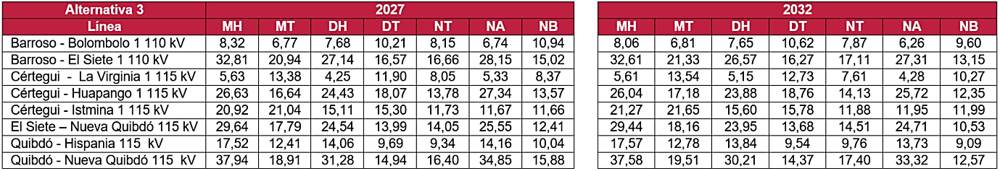 Alternativa 3 2027 2032
Línea MH MT DH DT NT NA NB MH MT DH DT NT NA NB
Barroso - Bolombolo 1 110 kV 8,32 6,77 7,68 10,21 8,15 6,74 10,94 8,06 6,81 7,65 10,62 7,87 6,26 9,60
Barroso - El Siete 1 110 kV 32,81 20,94 27,14 16,57 16,66 28,15 15,02 32,61 21,33 26,57 16,27 17,11 27,31 13,15
Cértegui - La Virginia 1 115 kV 5,63 13,38 4,25 11,90 8,05 5,33 8,37 5,61 13,54 5,15 12,73 7,61 4,28 10,27
Cértegui - Huapango 1 115 kV 26,63 16,64 24,43 18,07 13,78 27,34 13,57 26,04 17,18 23,88 18,76 14,13 25,72 12,35
Cértegui - Istmina 1 115 kV 20,92 21,04 15,11 15,30 11,73 11,67 11,66 21,27 21,65 15,60 15,78 11,88 11,95 11,99
El Siete – Nueva Quibdó 115 kV 29,64 17,79 24,54 13,99 14,05 25,55 12,41 29,44 18,16 23,95 13,68 14,51 24,71 10,53
Quibdó - Hispania 115 kV 17,52 12,41 14,06 9,69 9,34 14,16 10,04 17,57 12,78 13,84 9,54 9,76 13,73 9,09
Quibdó - Nueva Quibdó 115 kV 37,94 18,91 31,28 14,94 16,40 34,85 15,88 37,58 19,51 30,21 14,37 17,40 33,32 12,57